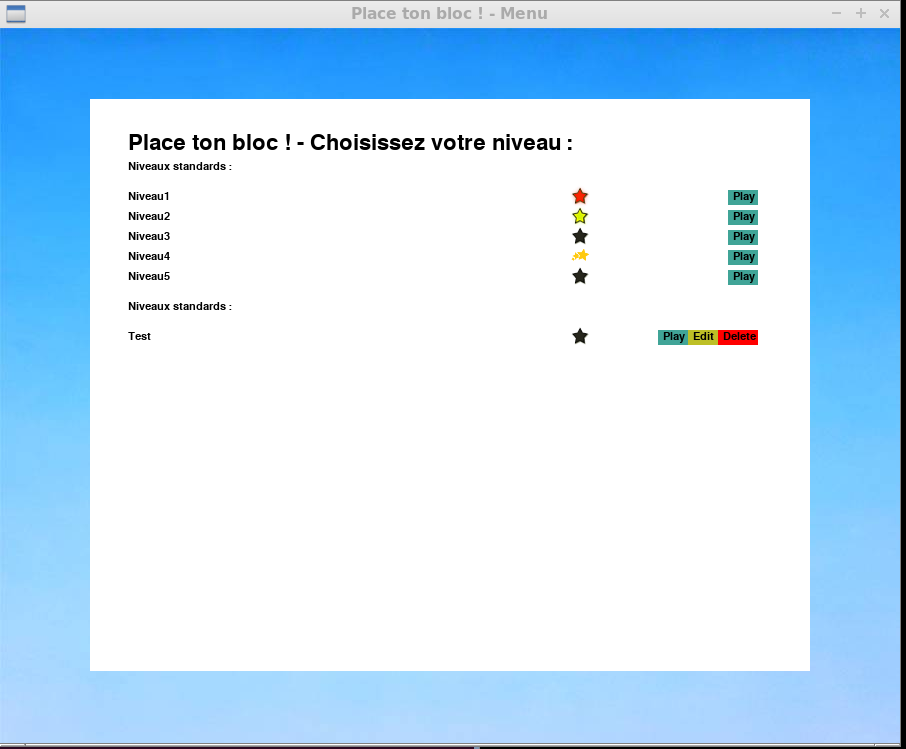 Place ton bloc ! - Menu
Place ton bloc ! - Choisissez votre niveau :
Niveaux standards :
Niveau1 Play
Niveau2 Play
Niveau3 Play
Niveau4 Play
Niveau5 Play
Niveaux standards :
Test Play Edit Delete